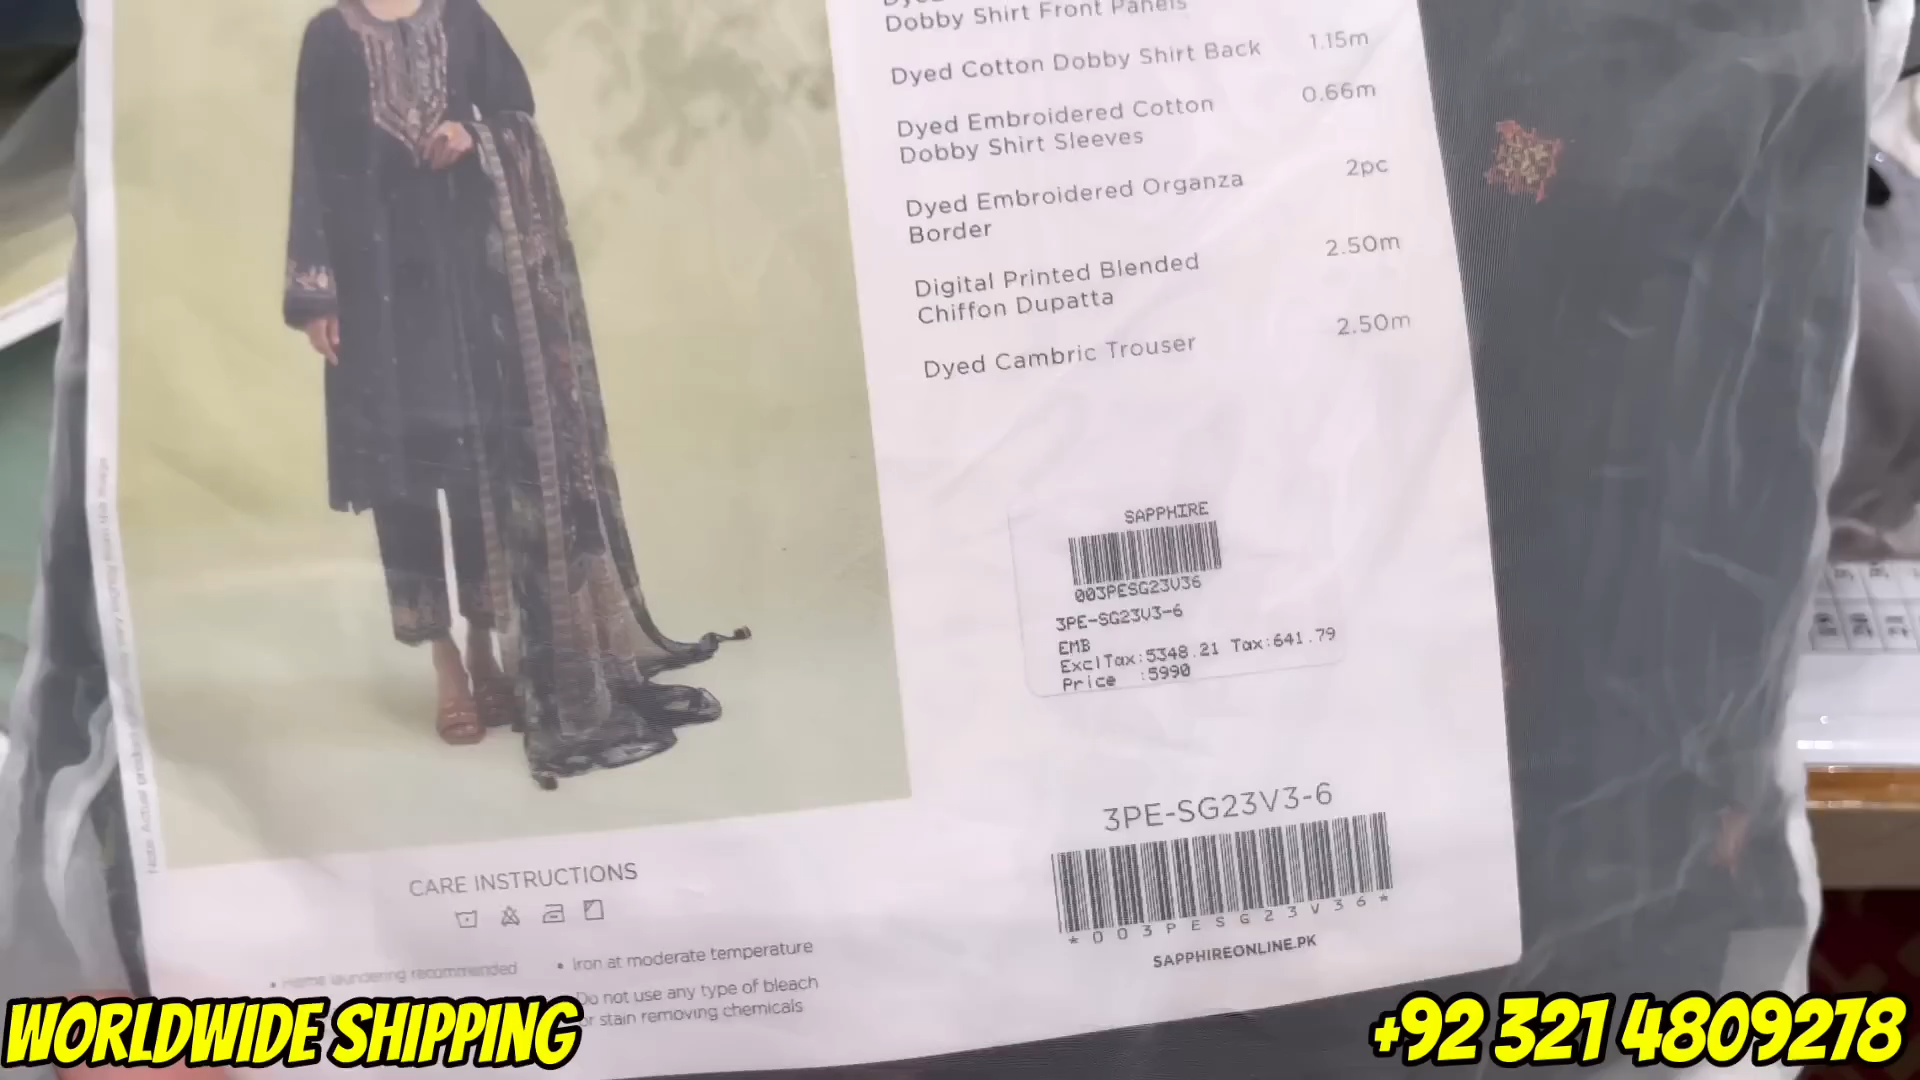 Dobby Shirt Front Panels
Dyed Cotton Dobby Shirt Back 1.15m
Dyed Embroidered Cotton 0.66m
Dobby Shirt Sleeves
Dyed Embroidered Organza 2pc
Border
Digital Printed Blended 2.50m
Chiffon Dupatta
Dyed Cambric Trouser 2.50m
SAPPHIRE
003PESG23V36
3PE-SG23V3-6
EMB
ExclTax:5348.21 Tax:641.79
Price :5990
3PE-SG23V3-6
*003PESG23V36*
SAPPHIREONLINE.PK
CARE INSTRUCTIONS
• Home laundering recommended
• Iron at moderate temperature
Do not use any type of bleach
or stain removing chemicals
WORLDWIDE SHIPPING
+92 321 4809278